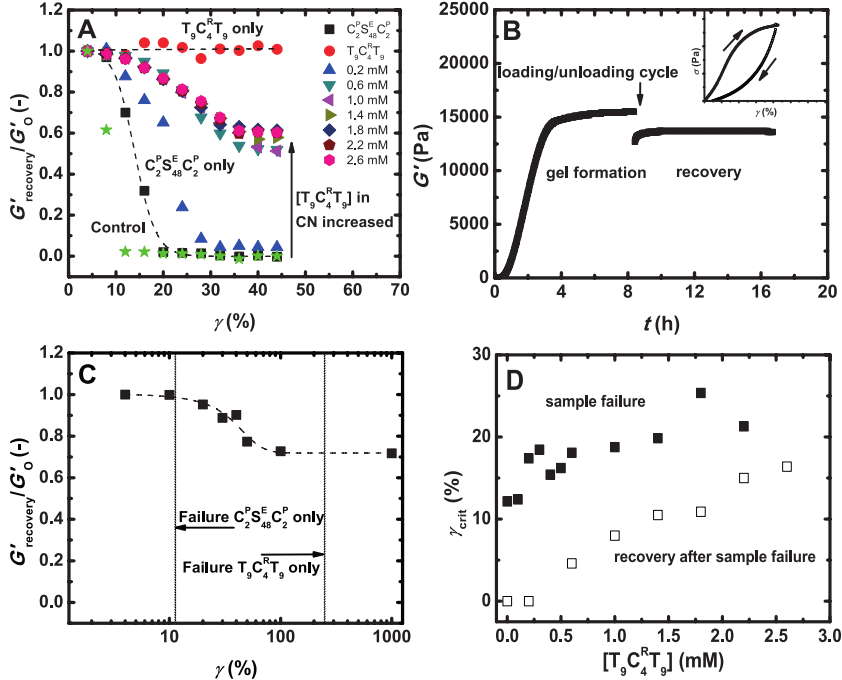 A
T₉C₄ᴿT₉ only
C₂ᴾS₄₈ᴱC₂ᴾ
T₉C₄ᴿT₉
0.2 mM
0.6 mM
1.0 mM
1.4 mM
1.8 mM
2.2 mM
2.6 mM
C₂ᴾS₄₈ᴱC₂ᴾ only
Control
[T₉C₄ᴿT₉] in
CN increased
G'recovery/G'O (-)
1.2
1.0
0.8
0.6
0.4
0.2
0.0
0 10 20 30 40 50 60 70
γ (%)
B
loading/unloading cycle
gel formation
recovery
σ (Pa)
γ (%)
G' (Pa)
25000
20000
15000
10000
5000
0
0 4 8 12 16 20
t (h)
C
Failure C₂ᴾS₄₈ᴱC₂ᴾ only
Failure T₉C₄ᴿT₉ only
G'recovery/G'O (-)
1.2
1.0
0.8
0.6
0.4
0.2
0.0
10 100 1000
γ (%)
D
sample failure
recovery after sample failure
γcrit (%)
30
20
10
0
0.0 0.5 1.0 1.5 2.0 2.5 3.0
[T₉C₄ᴿT₉] (mM)